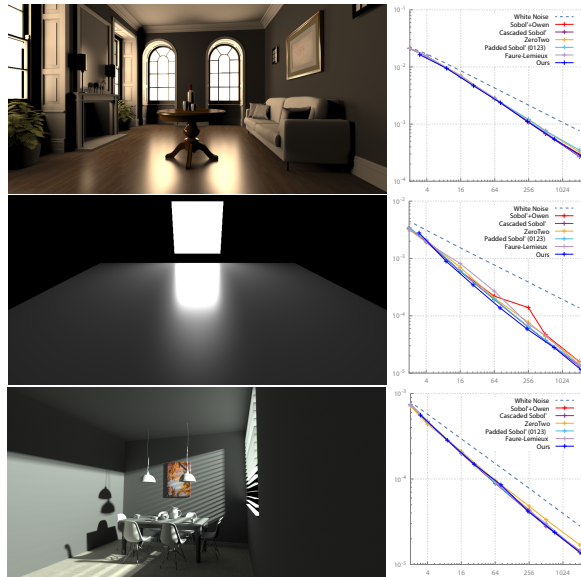 10⁻¹
White Noise
Sobol'+Owen
Cascaded Sobol'
ZeroTwo
Padded Sobol' (0123)
Faure-Lemieux
Ours
10⁻²
10⁻³
10⁻⁴
4 16 64 256 1024
10⁻²
White Noise
Sobol'+Owen
Cascaded Sobol'
ZeroTwo
Padded Sobol' (0123)
Faure-Lemieux
Ours
10⁻³
10⁻⁴
10⁻⁵
4 16 64 256 1024
10⁻³
White Noise
Sobol'+Owen
Cascaded Sobol'
ZeroTwo
Padded Sobol' (0123)
Faure-Lemieux
Ours
10⁻⁴
10⁻⁵
4 16 64 256 1024